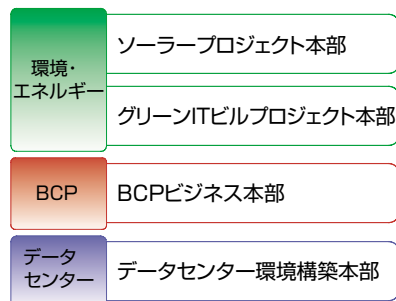 環境・
エネルギー
ソーラープロジェクト本部
グリーンITビルプロジェクト本部
BCP
BCPビジネス本部
データ
センター
データセンター環境構築本部